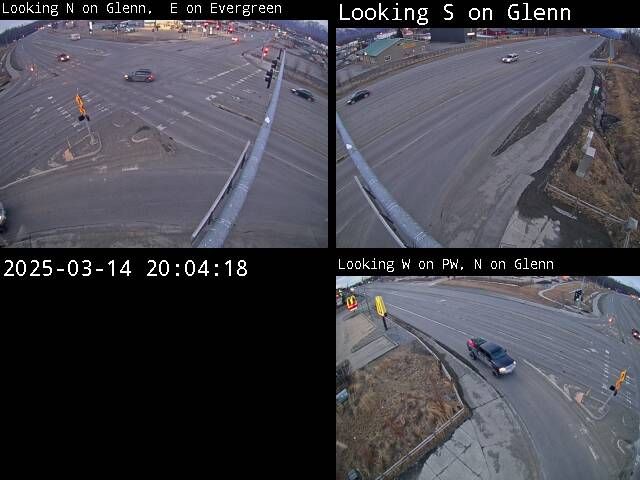 Looking N on Glenn,  E on Evergreen
Looking S on Glenn
2025-03-14 20:04:18
Looking W on PW, N on Glenn